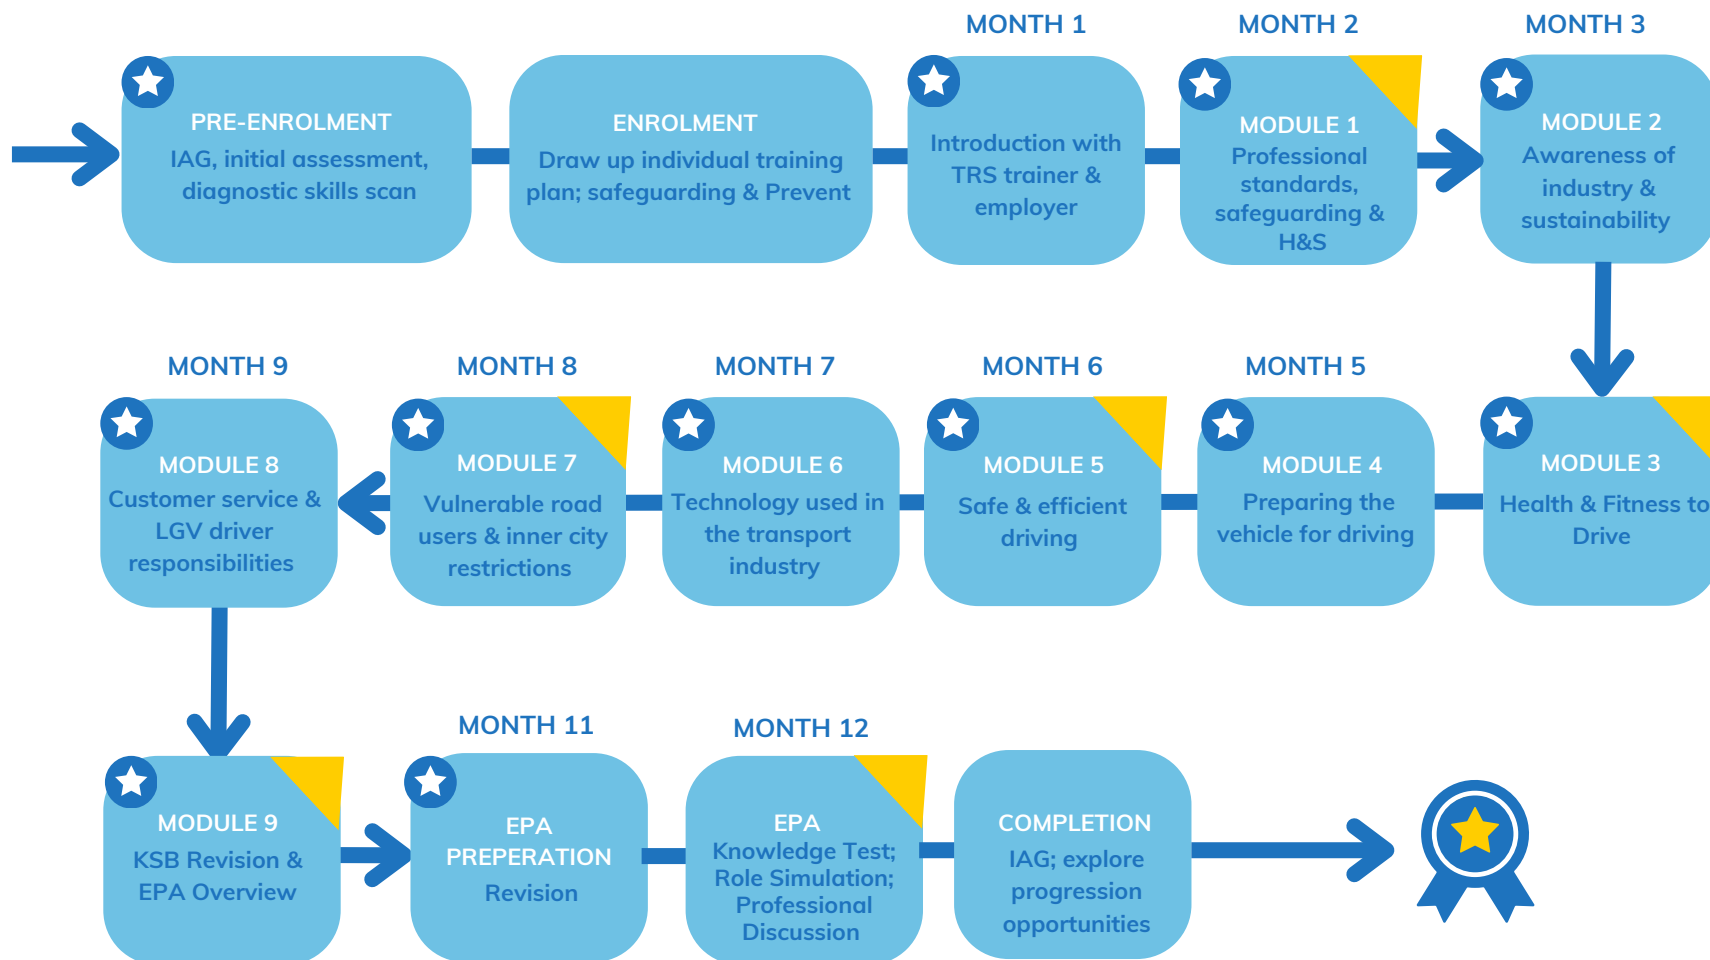 MONTH 1
MONTH 2
MONTH 3
PRE-ENROLMENT
IAG, initial assessment,
diagnostic skills scan
ENROLMENT
Draw up individual training
plan; safeguarding & Prevent
Introduction with
TRS trainer &
employer
MODULE 1
Professional
standards,
safeguarding &
H&S
MODULE 2
Awareness of
industry &
sustainability
MONTH 9
MONTH 8
MONTH 7
MONTH 6
MONTH 5
MODULE 8
Customer service &
LGV driver
responsibilities
MODULE 7
Vulnerable road
users & inner city
restrictions
MODULE 6
Technology used in
the transport
industry
MODULE 5
Safe & efficient
driving
MODULE 4
Preparing the
vehicle for driving
MODULE 3
Health & Fitness to
Drive
MONTH 11
MONTH 12
MODULE 9
KSB Revision &
EPA Overview
EPA
PREPERATION
Revision
EPA
Knowledge Test;
Role Simulation;
Professional
Discussion
COMPLETION
IAG; explore
progression
opportunities